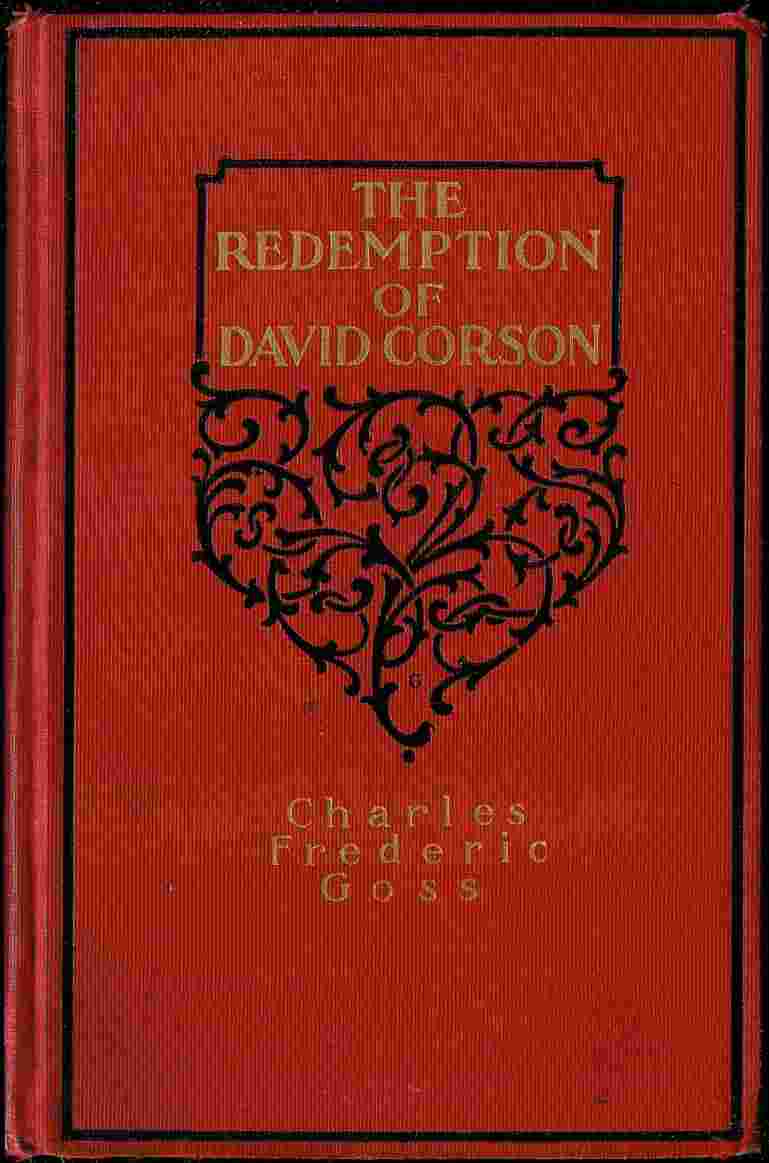 THE
REDEMPTION
OF
DAVID CORSON
G
Charles
Frederic
Goss